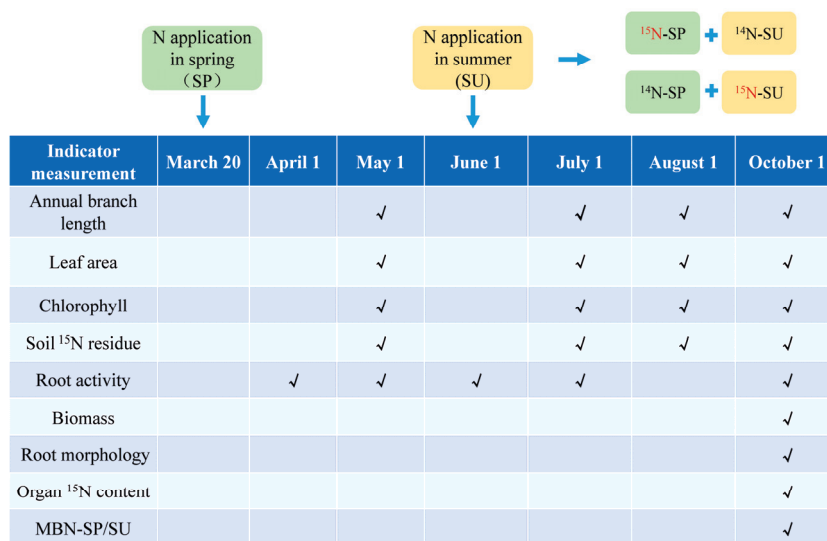 N application
in spring
(SP)
N application
in summer
(SU)
¹⁵N-SP + ¹⁴N-SU
¹⁴N-SP + ¹⁵N-SU
Indicator
measurement
March 20 April 1 May 1 June 1 July 1 August 1 October 1
Annual branch
length
√ √ √ √
Leaf area √ √ √ √
Chlorophyll √ √ √ √
Soil ¹⁵N residue √ √ √ √
Root activity √ √ √ √ √
Biomass √
Root morphology √
Organ ¹⁵N content √
MBN-SP/SU √